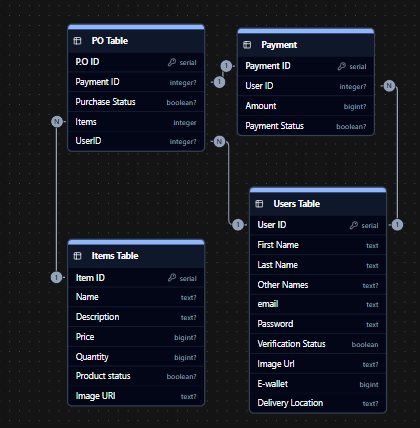 PO Table
P.O ID serial
Payment ID integer?
Purchase Status boolean?
Items integer
UserID integer?
Payment
Payment ID serial
User ID integer?
Amount bigint?
Payment Status boolean?
1
1
N
N
N
1
1
1
Users Table
User ID serial
First Name text
Last Name text
Other Names text?
email text
Password text
Verification Status boolean
Image Url text?
E-wallet bigint
Delivery Location text?
Items Table
Item ID serial
Name text?
Description text?
Price bigint?
Quantity bigint?
Product status boolean?
Image URI text?